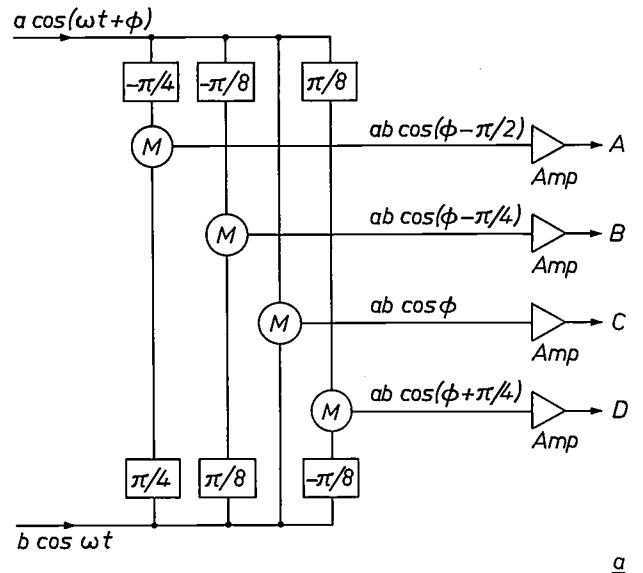 a cos(ωt+ϕ)
−π/4 −π/8 π/8
ab cos(ϕ−π/2)
M A
Amp
ab cos(ϕ−π/4)
M B
Amp
ab cosϕ
M C
Amp
ab cos(ϕ+π/4)
M D
Amp
π/4 π/8 −π/8
b cos ωt
a